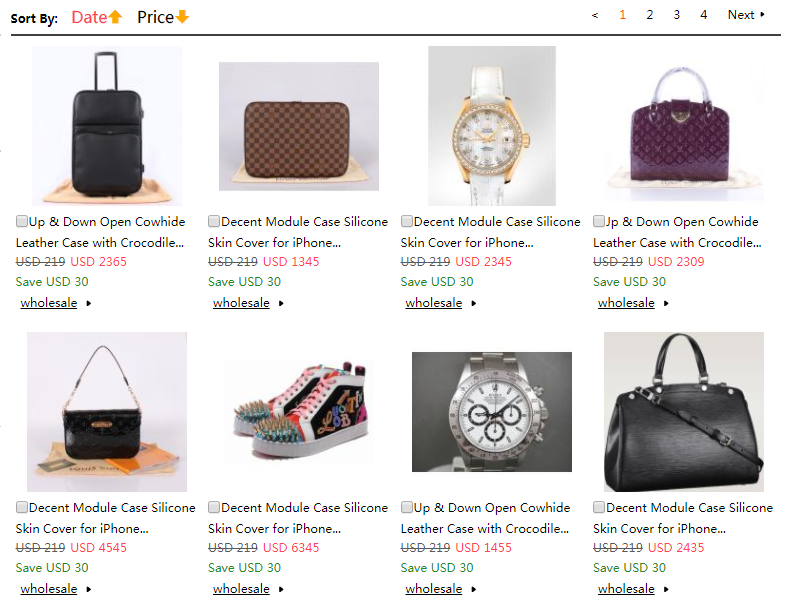 Sort By: Date Price < 1 2 3 4 Next
Up & Down Open Cowhide
Leather Case with Crocodile...
USD 219 USD 2365
Save USD 30
wholesale
Decent Module Case Silicone
Skin Cover for iPhone...
USD 219 USD 1345
Save USD 30
wholesale
Decent Module Case Silicone
Skin Cover for iPhone...
USD 219 USD 2345
Save USD 30
wholesale
Jp & Down Open Cowhide
Leather Case with Crocodile...
USD 219 USD 2309
Save USD 30
wholesale
Decent Module Case Silicone
Skin Cover for iPhone...
USD 219 USD 4545
Save USD 30
wholesale
Decent Module Case Silicone
Skin Cover for iPhone...
USD 219 USD 6345
Save USD 30
wholesale
Up & Down Open Cowhide
Leather Case with Crocodile...
USD 219 USD 1455
Save USD 30
wholesale
Decent Module Case Silicone
Skin Cover for iPhone...
USD 219 USD 2435
Save USD 30
wholesale